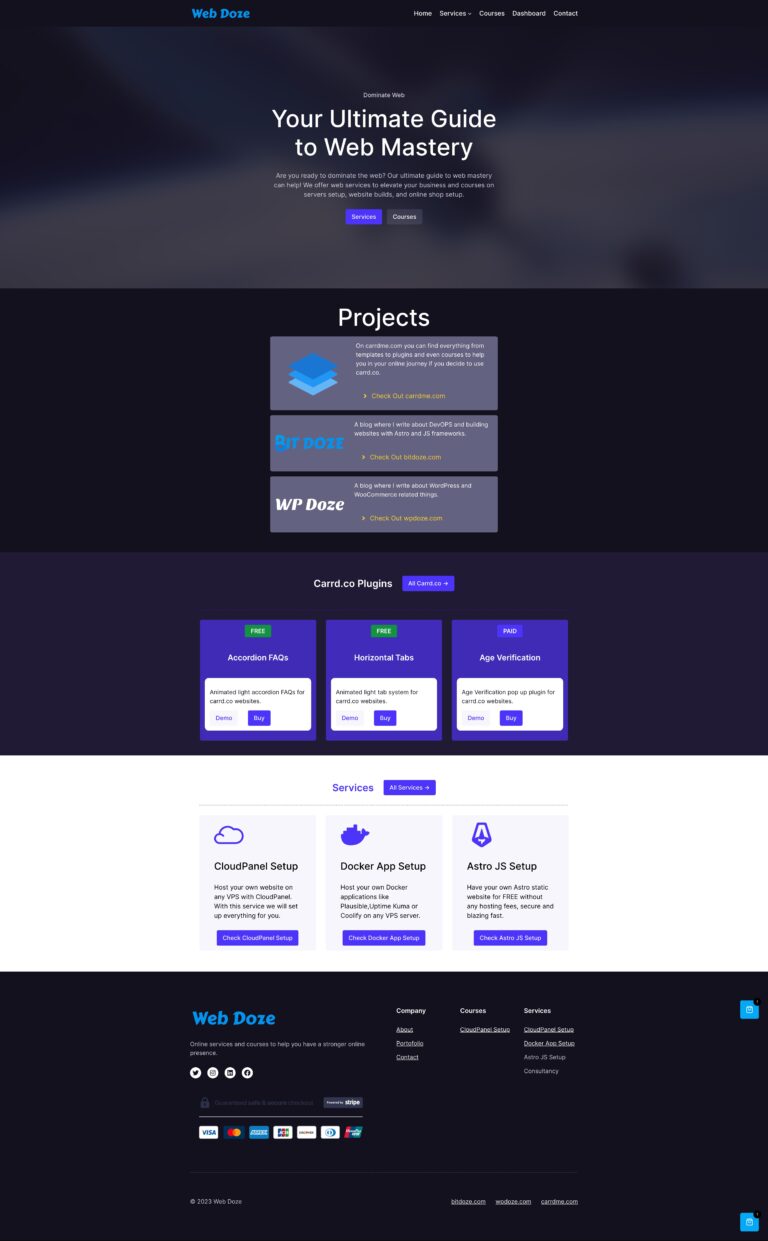 Web Doze
Home Services Courses Dashboard Contact
Dominate Web
Your Ultimate Guide
to Web Mastery
Are you ready to dominate the web? Our ultimate guide to web mastery
can help! We offer web services to elevate your business and courses on
servers setup, website builds, and online shop setup.
Services Courses
Projects
On carrdme.com you can find everything from
templates to plugins and even courses to help
you in your online journey if you decide to use
carrd.co.
Check Out carrdme.com
BIT DOZE
A blog where I write about DevOPS and building
websites with Astro and JS frameworks.
Check Out bitdoze.com
WP Doze
A blog where I write about WordPress and
WooCommerce related things.
Check Out wpdoze.com
Carrd.co Plugins All Carrd.co →
FREE
Accordion FAQs
Animated light accordion FAQs for
carrd.co websites.
Demo Buy
FREE
Horizontal Tabs
Animated light tab system for
carrd.co websites.
Demo Buy
PAID
Age Verification
Age Verification pop up plugin for
carrd.co websites.
Demo Buy
Services All Services →
CloudPanel Setup
Host your own website on
any VPS with CloudPanel.
With this service we will set
up everything for you.
Check CloudPanel Setup
Docker App Setup
Host your own Docker
applications like
Plausible,Uptime Kuma or
Coolify on any VPS server.
Check Docker App Setup
Astro JS Setup
Have your own Astro static
website for FREE without
any hosting fees, secure and
blazing fast.
Check Astro JS Setup
Web Doze
Online services and courses to help you have a stronger online
presence.
Guaranteed safe & secure checkout
Powered by stripe
VISA
JCB
Company
About
Portofolio
Contact
Courses
CloudPanel Setup
Services
CloudPanel Setup
Docker App Setup
Astro JS Setup
Consultancy
© 2023 Web Doze
bitdoze.com wpdoze.com carrdme.com